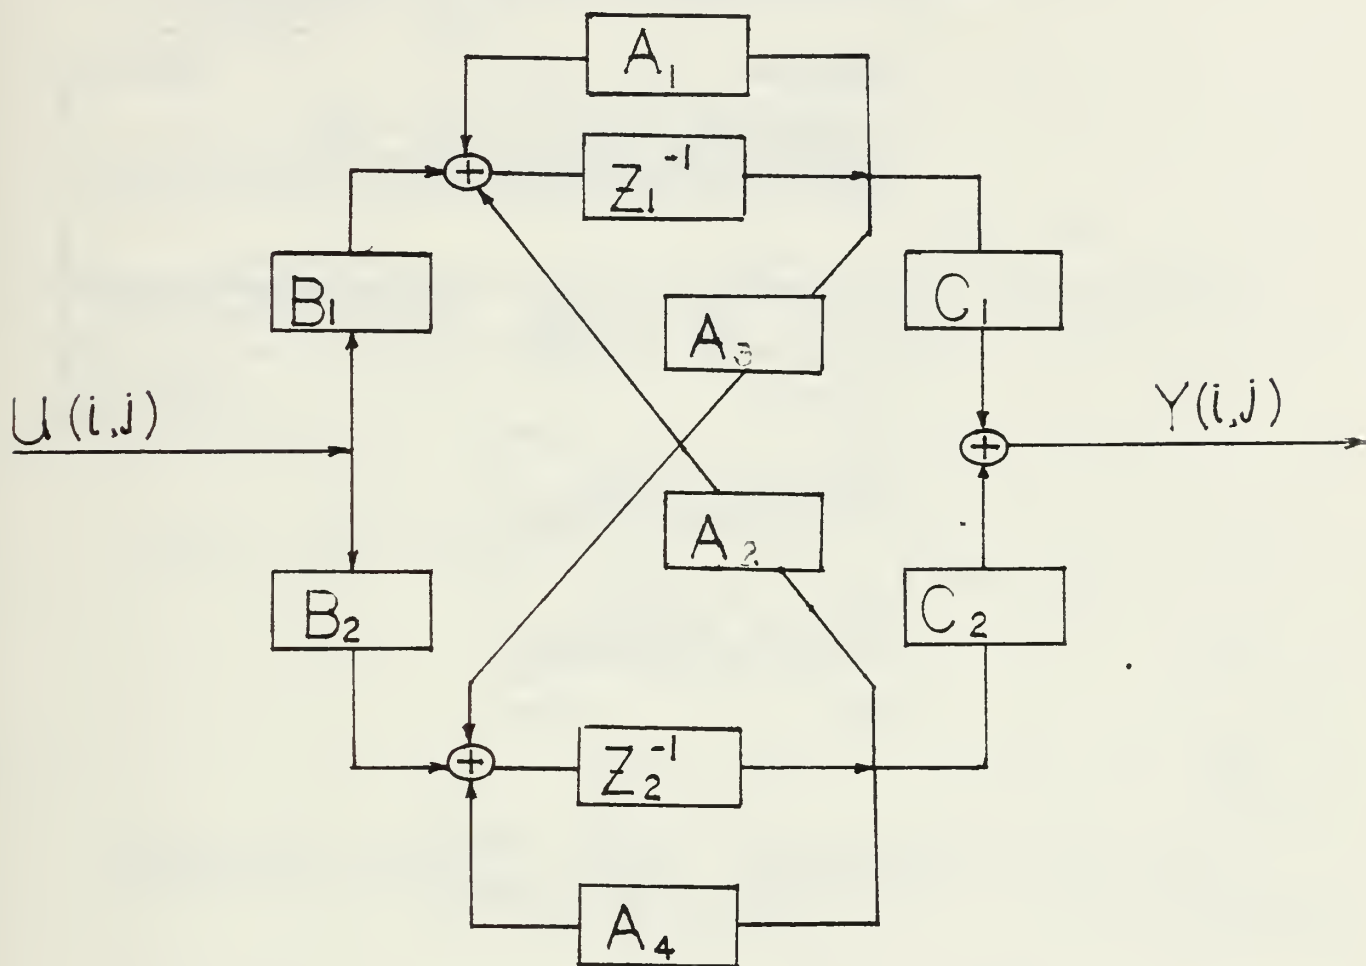 A₁
Z₁⁻¹
B₁
C₁
A₃
U(i,j)
Y(i,j)
A₂
B₂
C₂
Z₂⁻¹
A₄